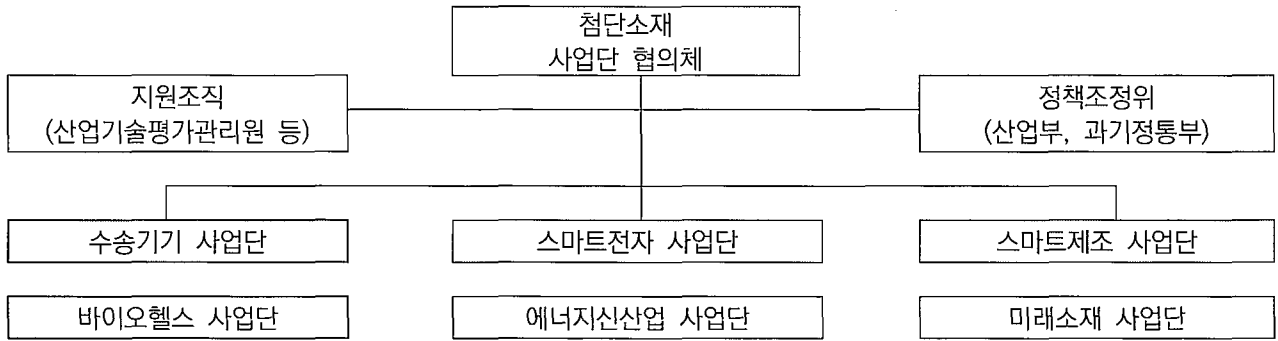 첨단소재
사업단 협의체
지원조직
(산업기술평가관리원 등)
정책조정위
(산업부, 과기정통부)
수송기기 사업단
스마트전자 사업단
스마트제조 사업단
바이오헬스 사업단
에너지신산업 사업단
미래소재 사업단